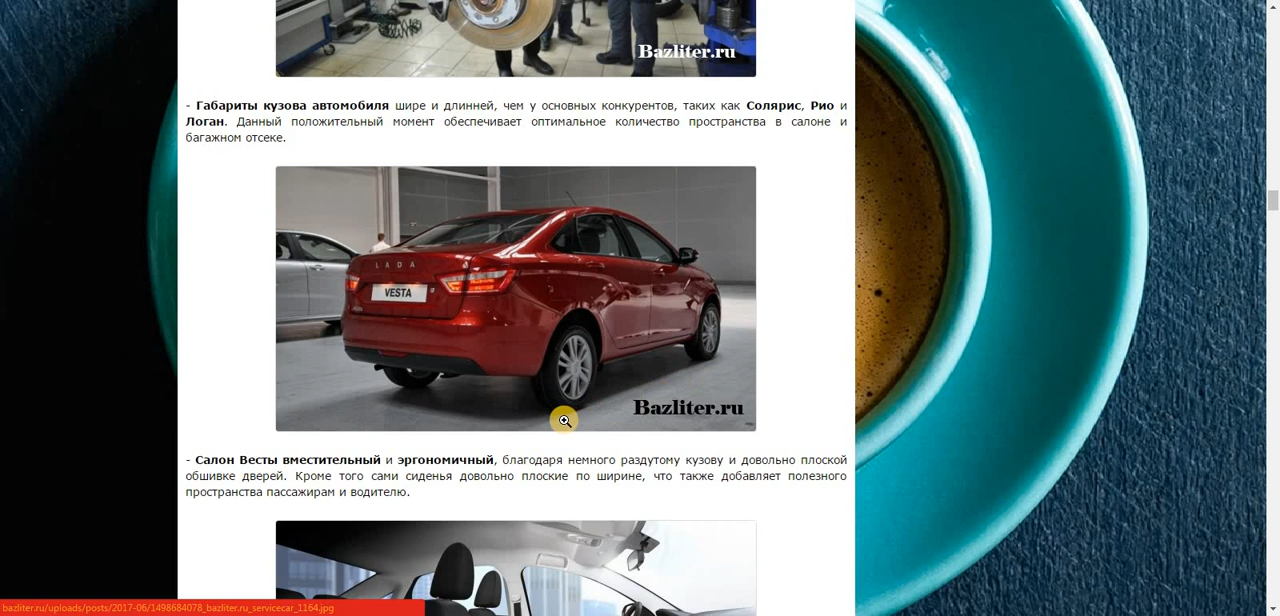 Bazliter.ru
- Габариты кузова автомобиля шире и длинней, чем у основных конкурентов, таких как Солярис, Рио и
Логан. Данный положительный момент обеспечивает оптимальное количество пространства в салоне и
багажном отсеке.
LADA
VESTA
Bazliter.ru
- Салон Весты вместительный и эргономичный, благодаря немного раздутому кузову и довольно плоской
обшивке дверей. Кроме того сами сиденья довольно плоские по ширине, что также добавляет полезного
пространства пассажирам и водителю.
bazliter.ru/uploads/posts/2017-06/1498684078_bazliter.ru_servicecar_1164.jpg